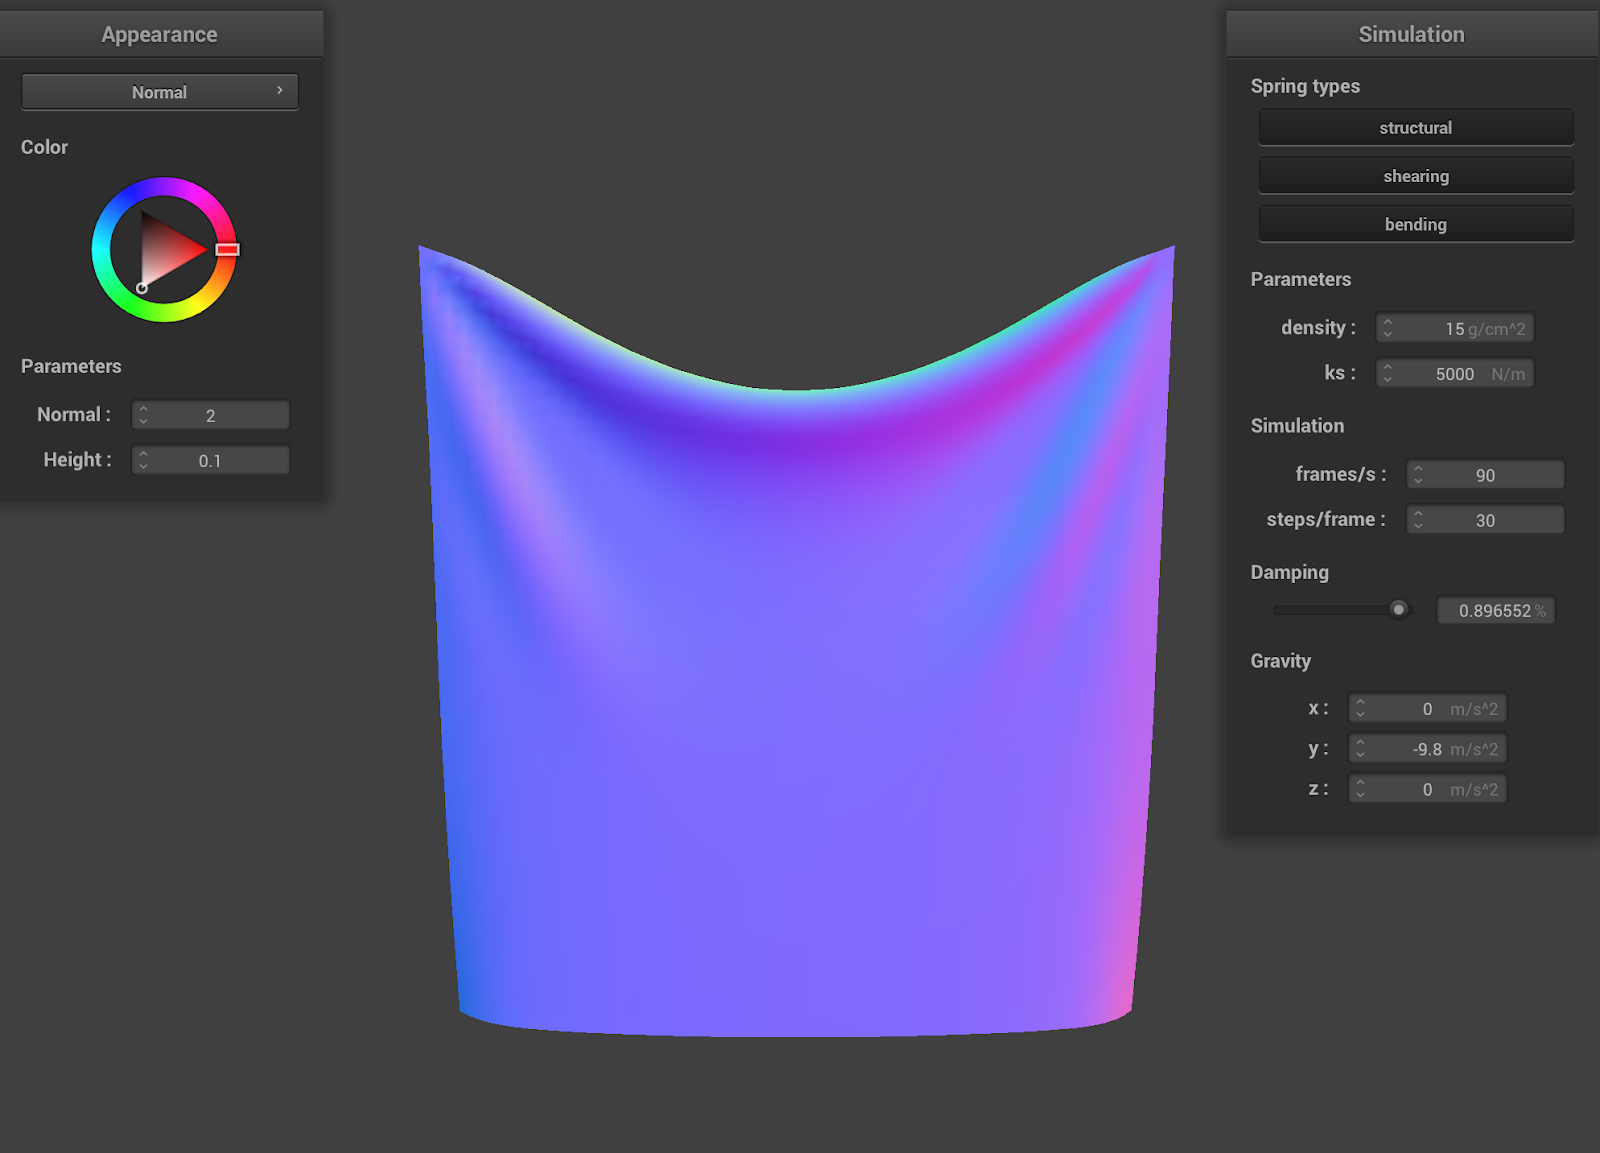 Appearance
Normal
Color
Parameters
Normal : 2
Height : 0.1
Simulation
Spring types
structural
shearing
bending
Parameters
density : 15 g/cm^2
ks : 5000 N/m
Simulation
frames/s : 90
steps/frame : 30
Damping
0.896552 %
Gravity
x : 0 m/s^2
y : -9.8 m/s^2
z : 0 m/s^2